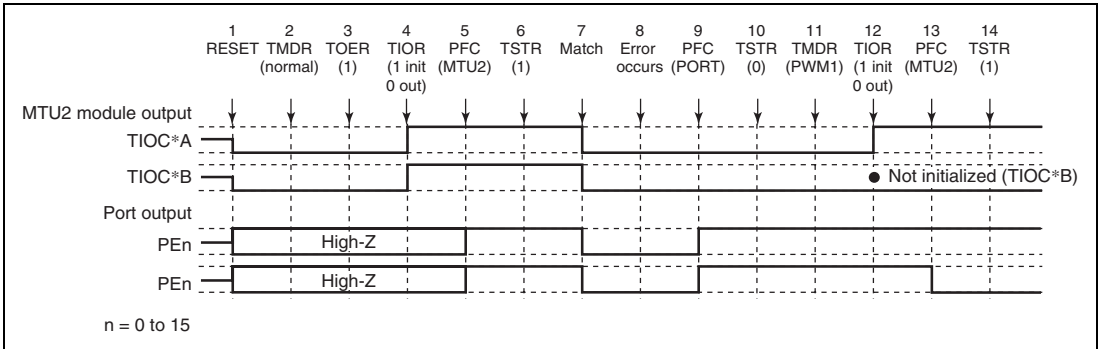 1 2 3 4 5 6 7 8 9 10 11 12 13 14
RESET TMDR TOER TIOR PFC TSTR Match Error PFC TSTR TMDR TIOR PFC TSTR
(normal) (1) (1 init (MTU2) (1) occurs (PORT) (0) (PWM1) (1 init (MTU2) (1)
0 out) 0 out)
MTU2 module output
TIOC*A
TIOC*B
● Not initialized (TIOC*B)
Port output
PEn
High-Z
PEn
High-Z
n = 0 to 15